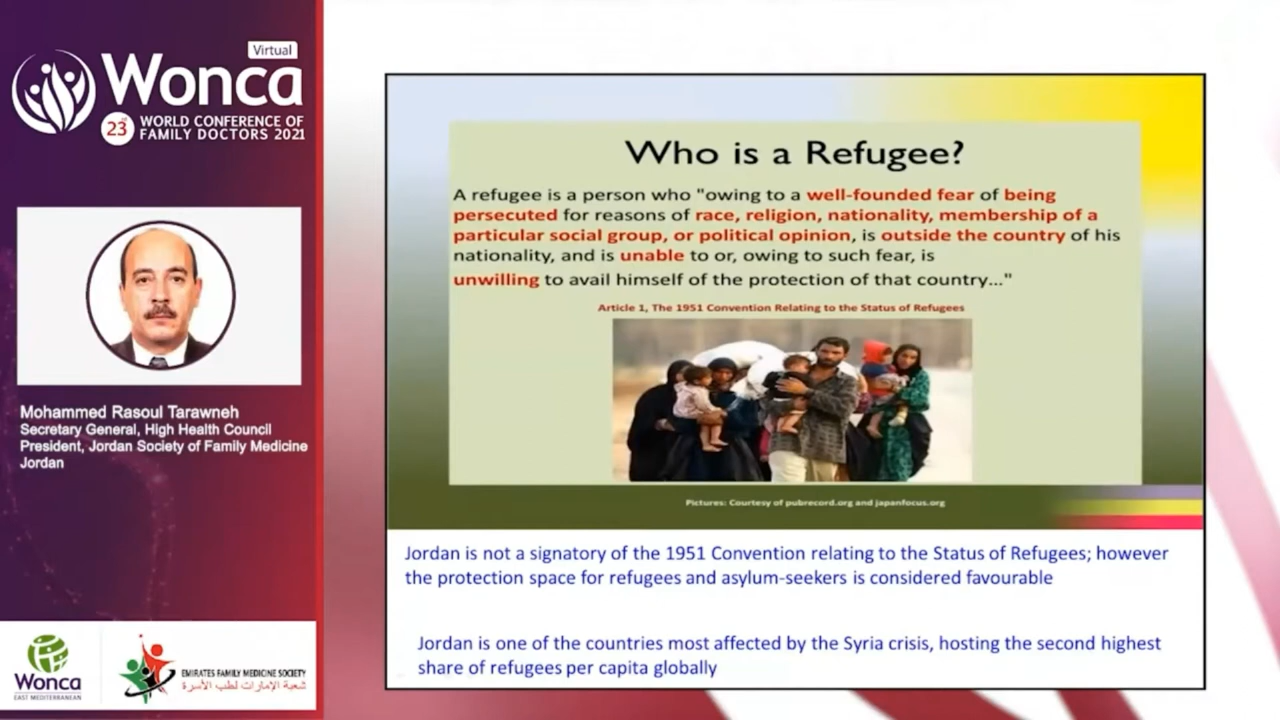 Virtual
Wonca
23rd WORLD CONFERENCE OF
FAMILY DOCTORS 2021
Mohammed Rasoul Tarawneh
Secretary General, High Health Council
President, Jordan Society of Family Medicine
Jordan
Wonca
EAST MEDITERRANEAN
EMIRATES FAMILY MEDICINE SOCIETY
شعبة الإمارات لطب الأسرة
Who is a Refugee?
A refugee is a person who "owing to a well-founded fear of being
persecuted for reasons of race, religion, nationality, membership of a
particular social group, or political opinion, is outside the country of his
nationality, and is unable to or, owing to such fear, is
unwilling to avail himself of the protection of that country..."
Article 1, The 1951 Convention Relating to the Status of Refugees
Pictures: Courtesy of pubrecord.org and japanfocus.org
Jordan is not a signatory of the 1951 Convention relating to the Status of Refugees; however
the protection space for refugees and asylum-seekers is considered favourable
Jordan is one of the countries most affected by the Syria crisis, hosting the second highest
share of refugees per capita globally